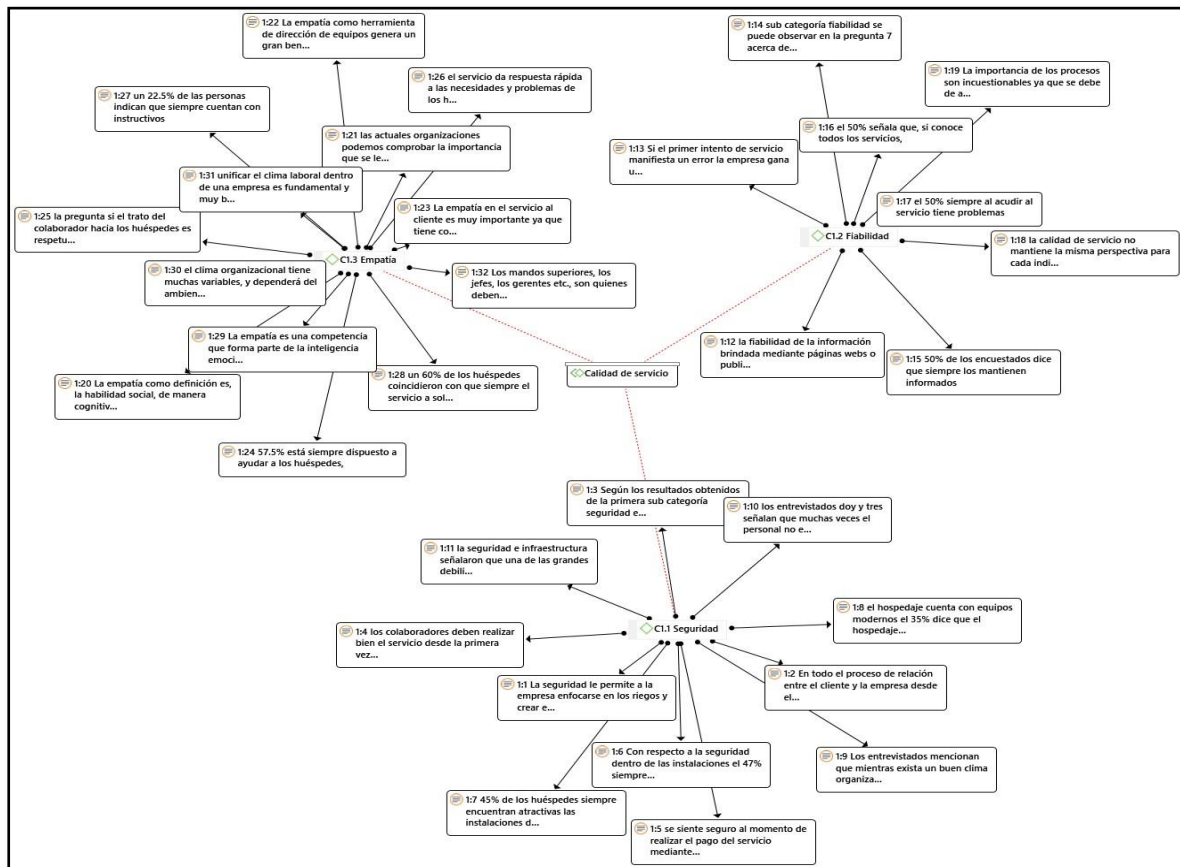 1:22 La empatía como herramienta
de dirección de equipos genera un
gran ben...
1:26 el servicio da respuesta rápida
a las necesidades y problemas de
los h...
1:27 un 22.5% de las personas
indican que siempre cuentan con
instructivos
1:21 las actuales organizaciones
podemos comprobar la importancia
que se le...
1:31 unificar el clima laboral dentro
de una empresa es fundamental y
muy b...
1:23 La empatía en el servicio al
cliente es muy importante ya que
tiene co...
1:25 la pregunta si el trato del
colaborador hacia los huéspedes es
respetu...
C1.3 Empatía
1:30 el clima organizacional tiene
muchas variables, y dependerá del
ambien...
1:32 Los mandos superiores, los
jefes, los gerentes etc., son quienes
deben...
1:29 La empatía es una competencia
que forma parte de la inteligencia
emoci...
1:20 La empatía como definición es,
la habilidad social, de manera
cognitiv...
1:28 un 60% de los huéspedes
coincidieron con que siempre el
servicio a sol...
1:24 57.5% está siempre dispuesto a
ayudar a los huéspedes,
1:14 sub categoría fiabilidad se
puede observar en la pregunta 7
acerca de...
1:19 La importancia de los procesos
son incuestionables ya que se debe
de a...
1:16 el 50% señala que, si conoce
todos los servicios,
1:13 Si el primer intento de servicio
manifiesta un error la empresa gana
u...
1:17 el 50% siempre al acudir al
servicio tiene problemas
C1.2 Fiabilidad
1:18 la calidad de servicio no
mantiene la misma perspectiva para
cada indi...
1:12 la fiabilidad de la información
brindada mediante páginas webs o
publi...
1:15 50% de los encuestados dice
que siempre los mantienen
informados
Calidad de servicio
1:3 Según los resultados obtenidos
de la primera sub categoría
seguridad e...
1:10 los entrevistados doy y tres
señalan que muchas veces el
personal no e...
1:11 la seguridad e infraestructura
señalaron que una de las grandes
debili...
C1.1 Seguridad
1:8 el hospedaje cuenta con equipos
modernos el 35% dice que el
hospedaje...
1:4 los colaboradores deben realizar
bien el servicio desde la primera
vez...
1:1 La seguridad le permite a la
empresa enfocarse en los riegos y
crear e...
1:2 En todo el proceso de relación
entre el cliente y la empresa desde
el...
1:6 Con respecto a la seguridad
dentro de las instalaciones el 47%
siempre...
1:9 Los entrevistados mencionan
que mientras exista un buen clima
organiza...
1:7 45% de los huéspedes siempre
encuentran atractivas las
instalaciones d...
1:5 se siente seguro al momento de
realizar el pago del servicio
mediante...